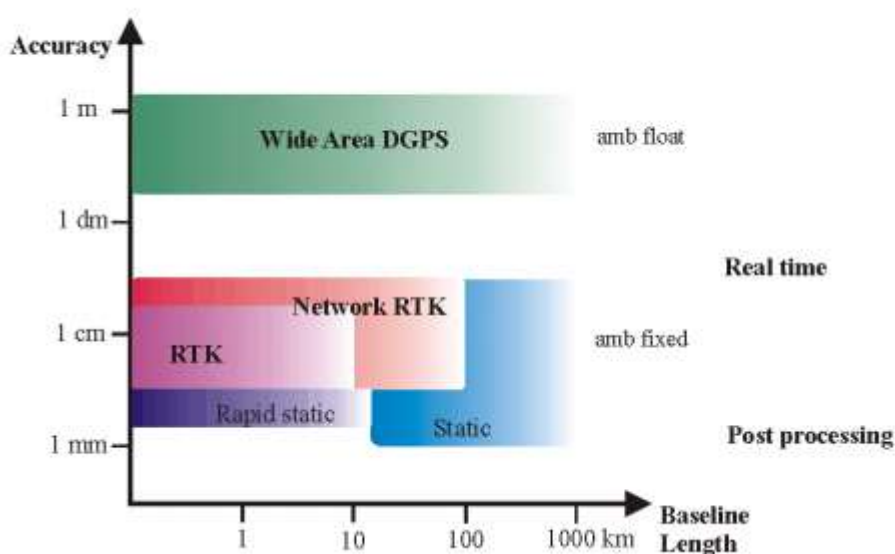 Accuracy
1 m
Wide Area DGPS
amb float
1 dm
Real time
Network RTK
1 cm
amb fixed
RTK
Rapid static
Static
1 mm
Post processing
1
10
100
1000 km
Baseline
Length